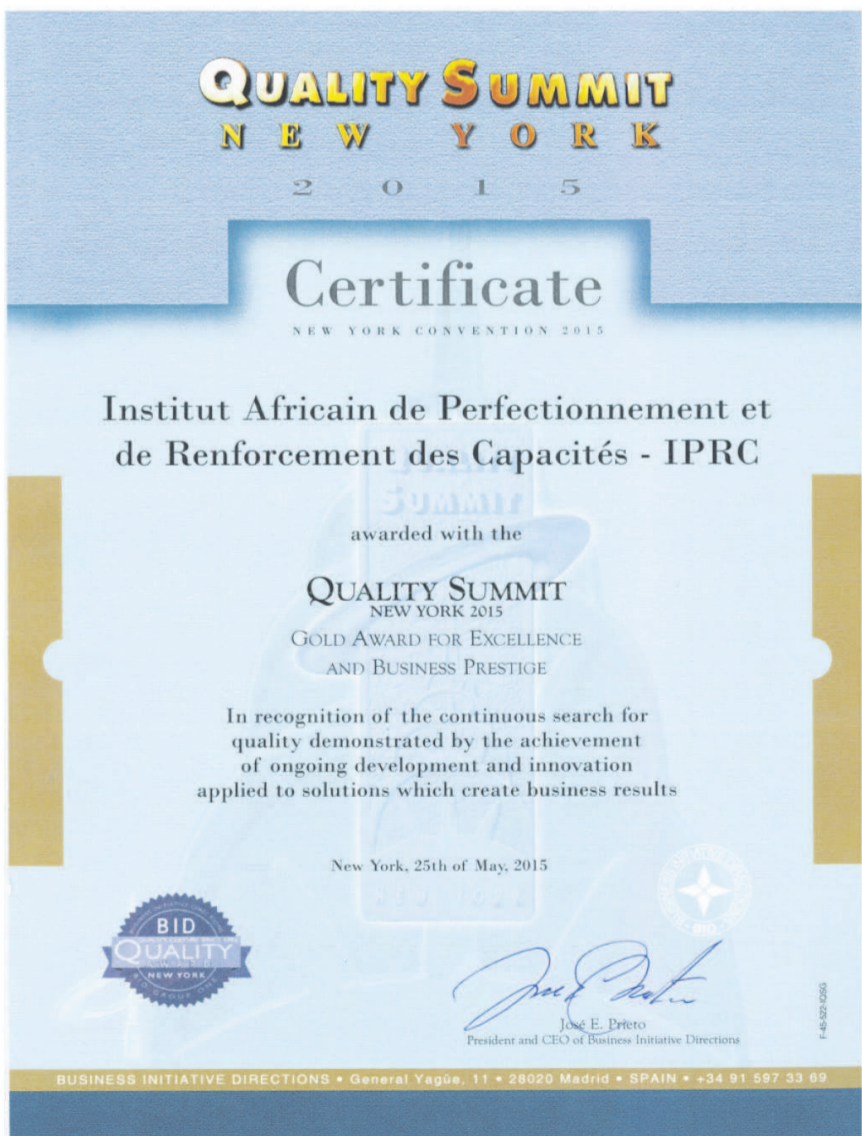 QUALITY SUMMIT
NEW YORK
2015
Certificate
NEW YORK CONVENTION 2015
Institut Africain de Perfectionnement et
de Renforcement des Capacités - IPRC
awarded with the
QUALITY SUMMIT
NEW YORK 2015
GOLD AWARD FOR EXCELLENCE
AND BUSINESS PRESTIGE
In recognition of the continuous search for
quality demonstrated by the achievement
of ongoing development and innovation
applied to solutions which create business results
New York, 25th of May, 2015
BID
QUALITY
NEW YORK
BID
José E. Prieto
President and CEO of Business Initiative Directions
F-45-522-IQSG
BUSINESS INITIATIVE DIRECTIONS • General Yagüe, 11 • 28020 Madrid • SPAIN • +34 91 597 33 69